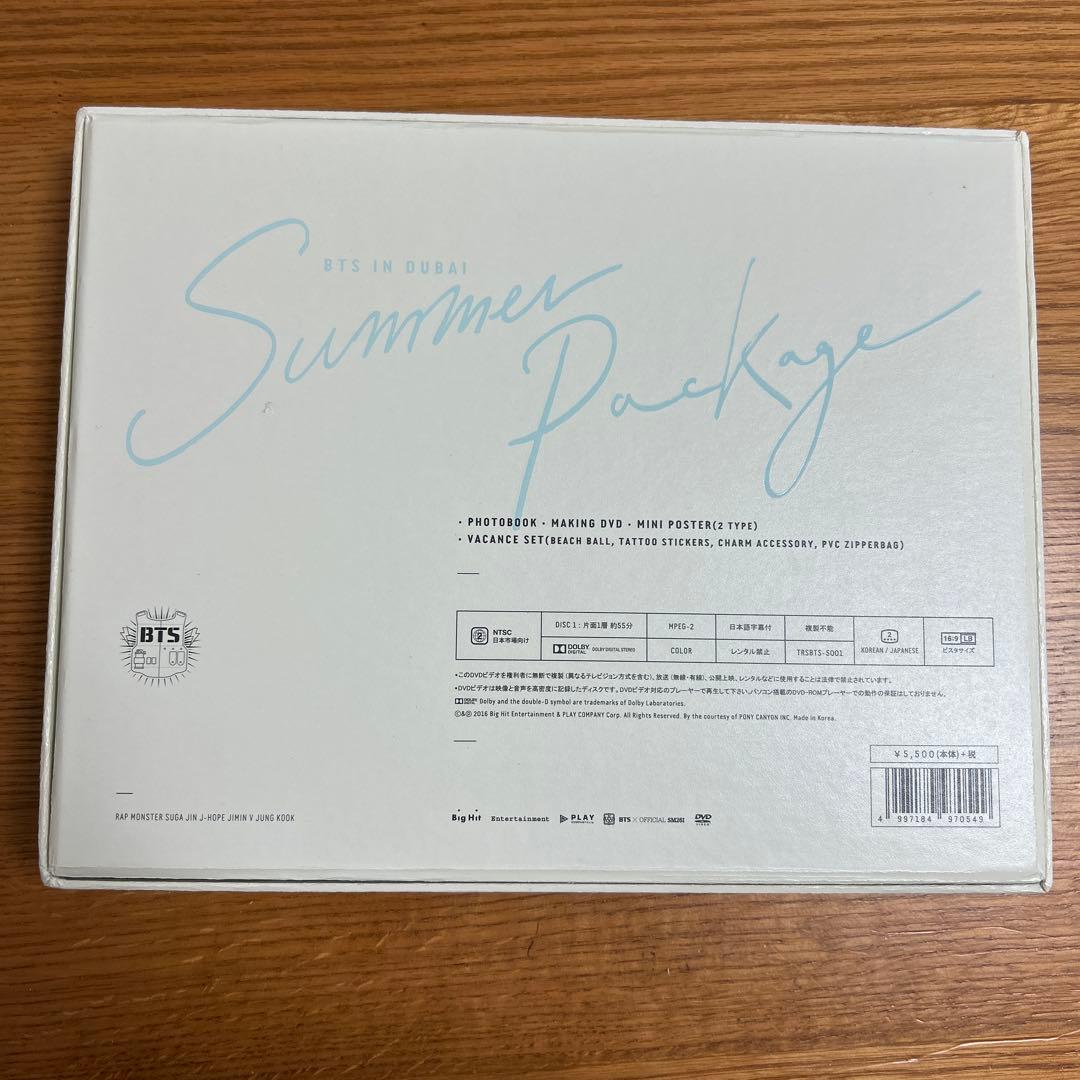 BTS IN DUBAI
Summer
Package
・PHOTOBOOK・MAKING DVD・MINI POSTER(2 TYPE)
・VACANCE SET(BEACH BALL, TATTOO STICKERS, CHARM ACCESSORY, PVC ZIPPERBAG)
BTS
2 NTSC 日本市場向け
DISC 1 : 片面1層 約55分 MPEG-2 日本語字幕付 複製不能
DOLBY DIGITAL DOLBY DIGITAL STEREO COLOR レンタル禁止 TRSBTS-S001
2 KOREAN / JAPANESE
16:9 LB ビスタサイズ
•このDVDビデオを権利者に無断で複製(異なるテレビジョン方式を含む)、放送(無線・有線)、公開上映、レンタルなどに使用することは法律で禁止されています。
•DVDビデオは映像と音声を高密度に記録したディスクです。DVDビデオ対応のプレーヤーで再生して下さい。パソコン搭載のDVD-ROMプレーヤーでの動作の保証はしておりません。
DOLBY DIGITAL Dolby and the double-D symbol are trademarks of Dolby Laboratories.
©&℗ 2016 Big Hit Entertainment & PLAY COMPANY Corp. All Rights Reserved. By the courtesy of PONY CANYON INC. Made in Korea.
¥5,500(本体)+税
4 997184 970549
RAP MONSTER SUGA JIN J-HOPE JIMIN V JUNG KOOK
Big Hit Entertainment PLAY BTS × OFFICIAL SM261 DVD VIDEO